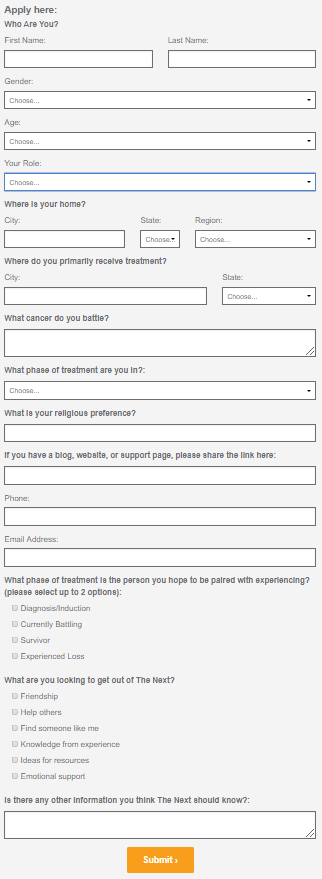 Apply here:
Who Are You?
First Name: Last Name:
Gender:
Choose...
Age:
Choose...
Your Role:
Choose...
Where is your home?
City: State: Region:
Choose... Choose...
Where do you primarily receive treatment?
City: State:
Choose...
What cancer do you battle?
What phase of treatment are you in?:
Choose...
What is your religious preference?
If you have a blog, website, or support page, please share the link here:
Phone:
Email Address:
What phase of treatment is the person you hope to be paired with experiencing?
(please select up to 2 options):
Diagnosis/Induction
Currently Battling
Survivor
Experienced Loss
What are you looking to get out of The Next?
Friendship
Help others
Find someone like me
Knowledge from experience
Ideas for resources
Emotional support
Is there any other information you think The Next should know?:
Submit ›